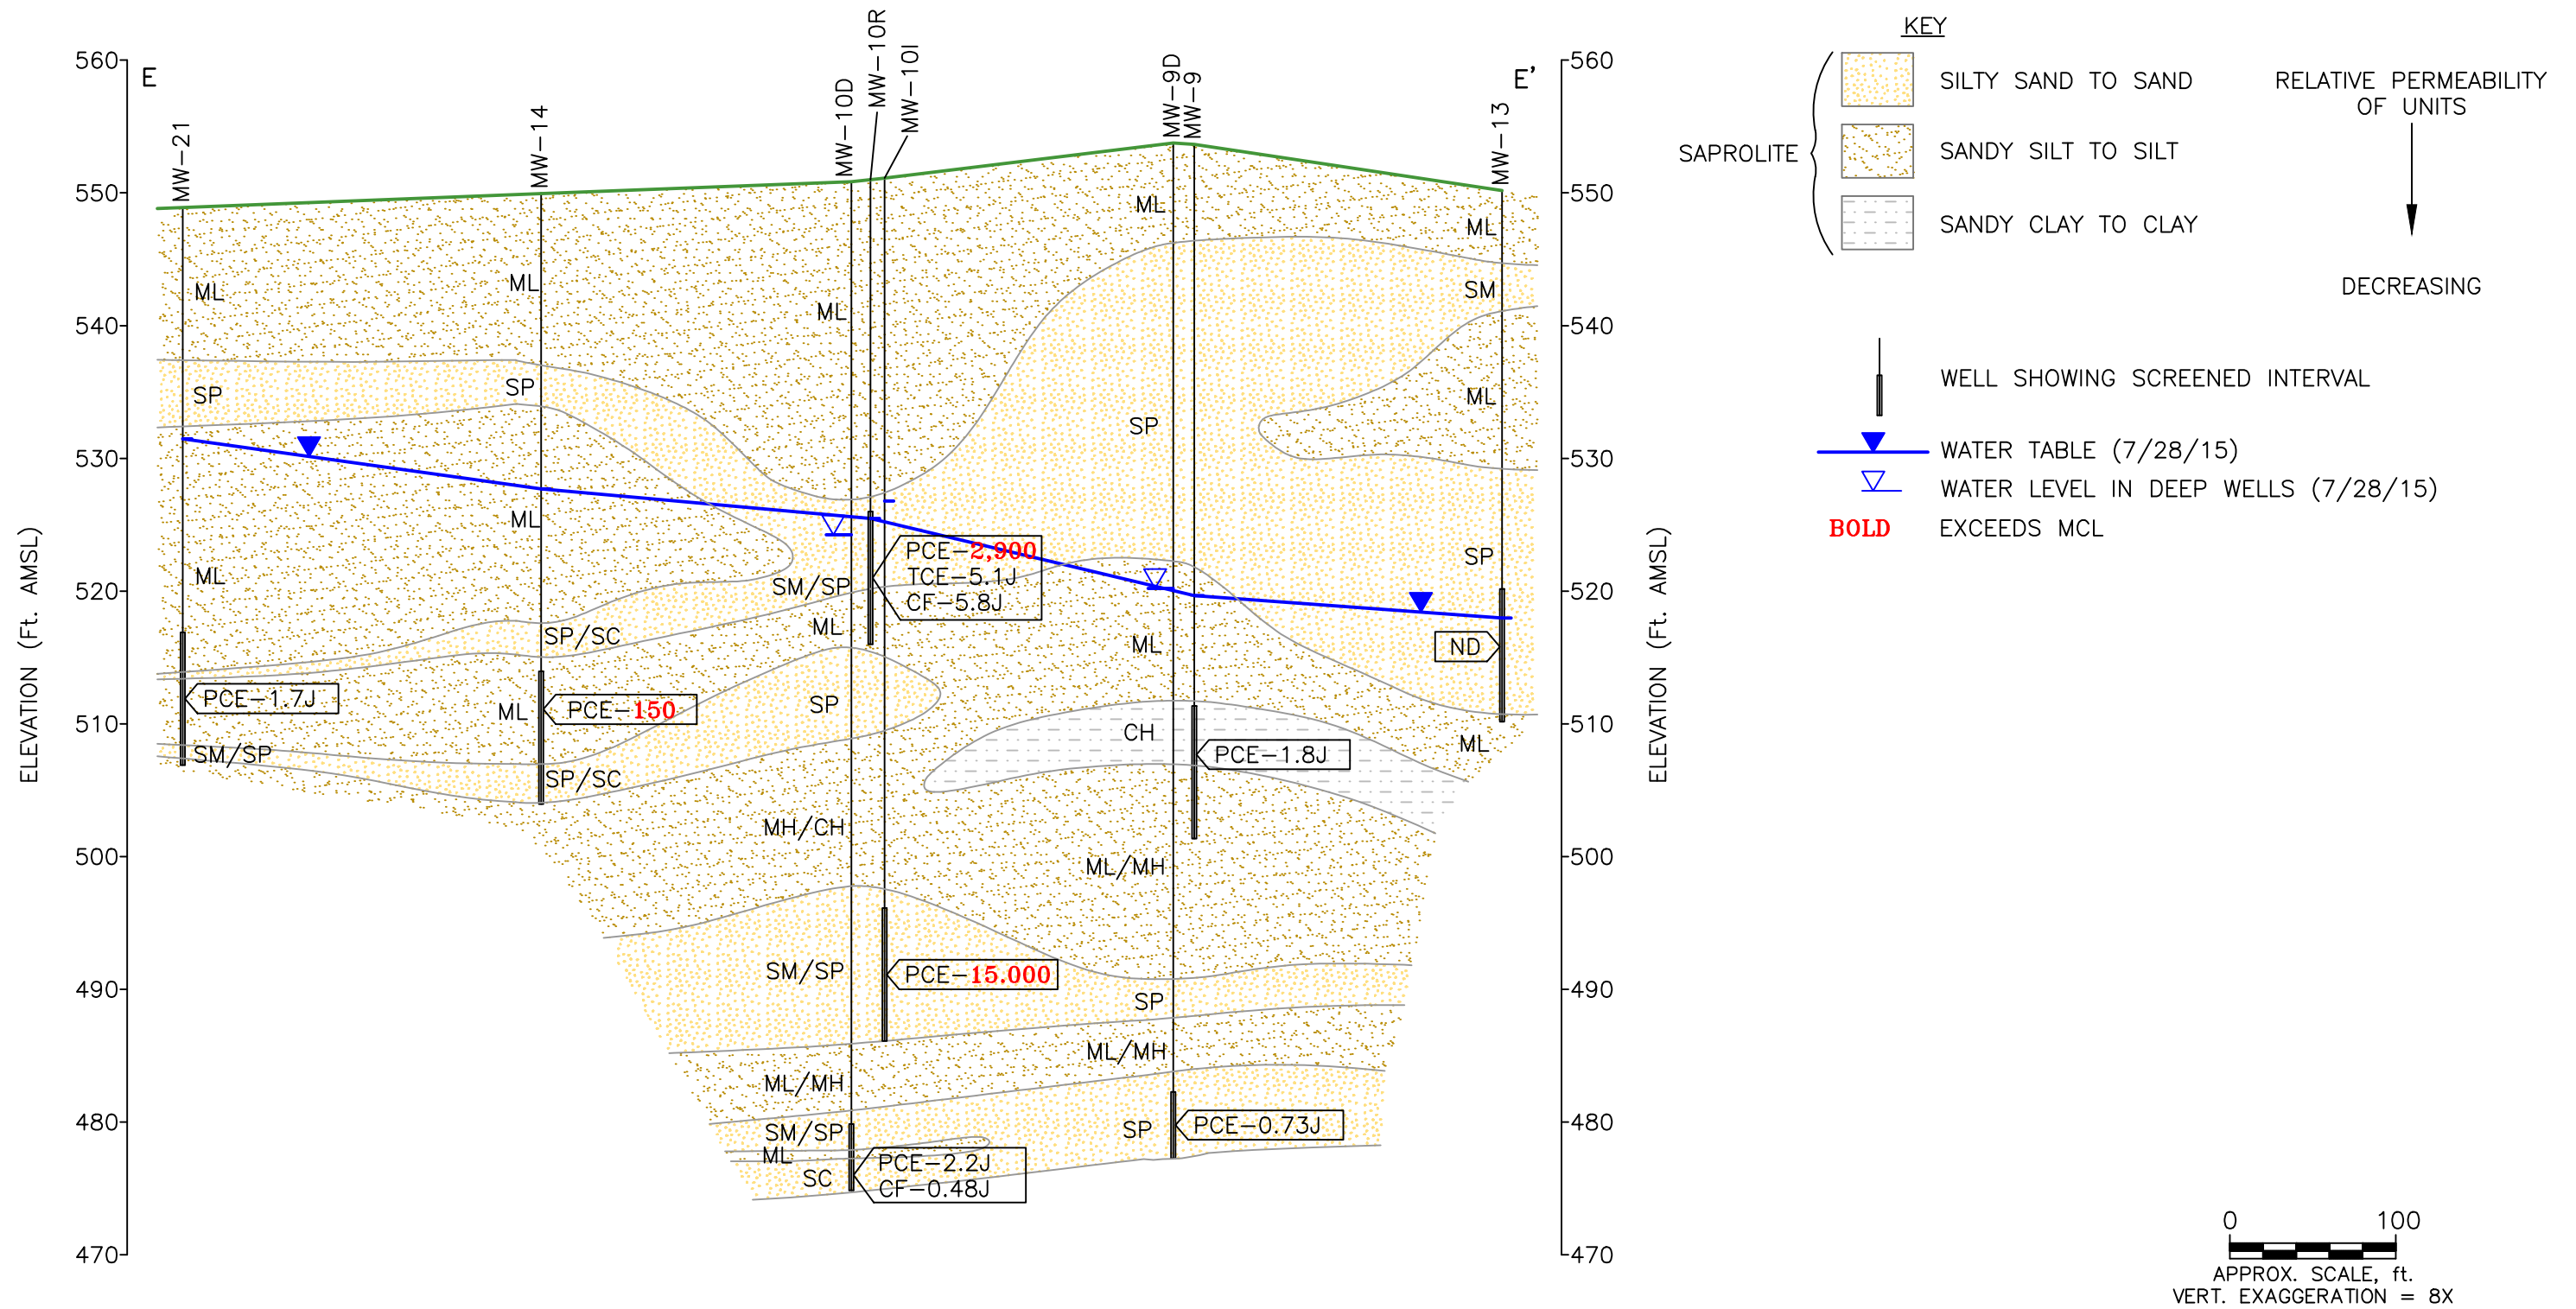 E
E'
MW-21
MW-14
MW-10D
MW-10R
MW-10I
MW-9D
MW-9
MW-13
ELEVATION (Ft. AMSL)
560
550
540
530
520
510
500
490
480
470
ML
SP
ML
SM/SP
PCE-1.7J
ML
SP
ML
SP/SC
ML
PCE-150
SP/SC
ML
SM/SP
ML
SP
MH/CH
SM/SP
ML/MH
SM/SP
ML
SC
PCE-2,900
TCE-5.1J
CF-5.8J
PCE-15.000
PCE-2.2J
CF-0.48J
ML
SP
ML
CH
PCE-1.8J
ML/MH
SP
ML/MH
SP
PCE-0.73J
ML
SM
ML
SP
ND
ML
560
550
540
530
520
510
500
490
480
470
ELEVATION (Ft. AMSL)
KEY
SAPROLITE
SILTY SAND TO SAND
SANDY SILT TO SILT
SANDY CLAY TO CLAY
RELATIVE PERMEABILITY
OF UNITS
DECREASING
WELL SHOWING SCREENED INTERVAL
WATER TABLE (7/28/15)
WATER LEVEL IN DEEP WELLS (7/28/15)
BOLD EXCEEDS MCL
0 100
APPROX. SCALE, ft.
VERT. EXAGGERATION = 8X